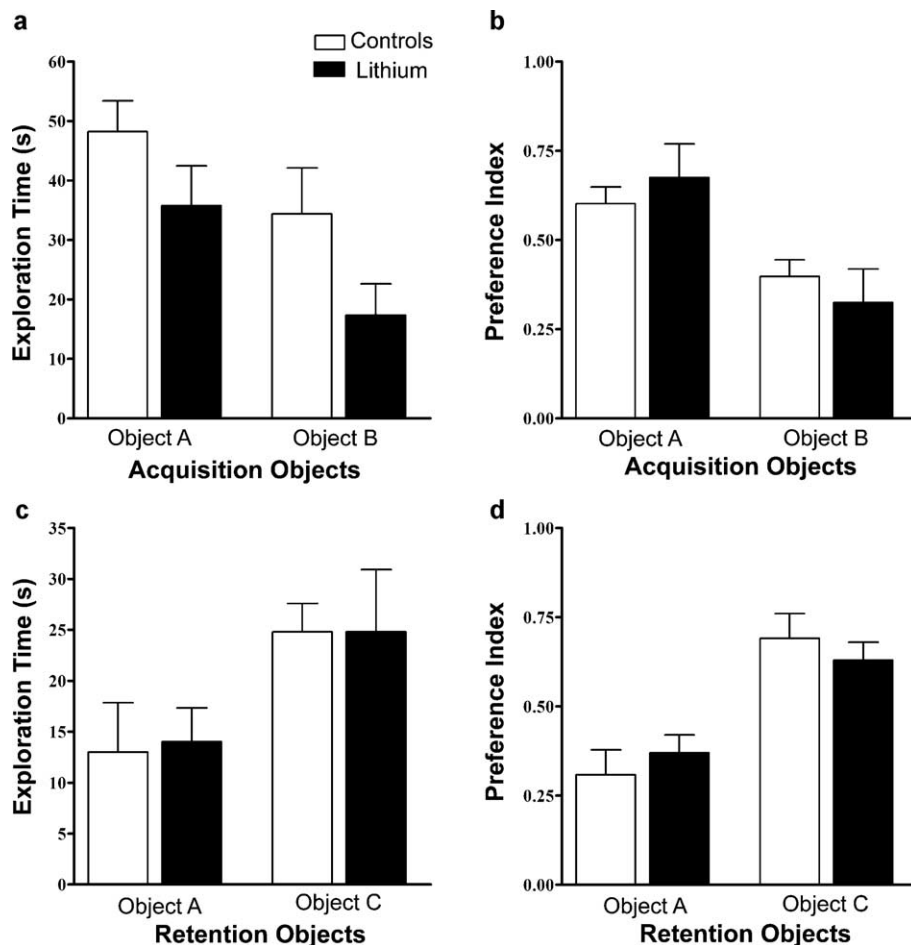 a
Controls
Lithium
60
50
40
30
20
10
0
Exploration Time (s)
Object A
Object B
Acquisition Objects
b
1.00
0.75
0.50
0.25
0.00
Preference Index
Object A
Object B
Acquisition Objects
c
35
30
25
20
15
10
5
0
Exploration Time (s)
Object A
Object C
Retention Objects
d
1.00
0.75
0.50
0.25
0.00
Preference Index
Object A
Object C
Retention Objects